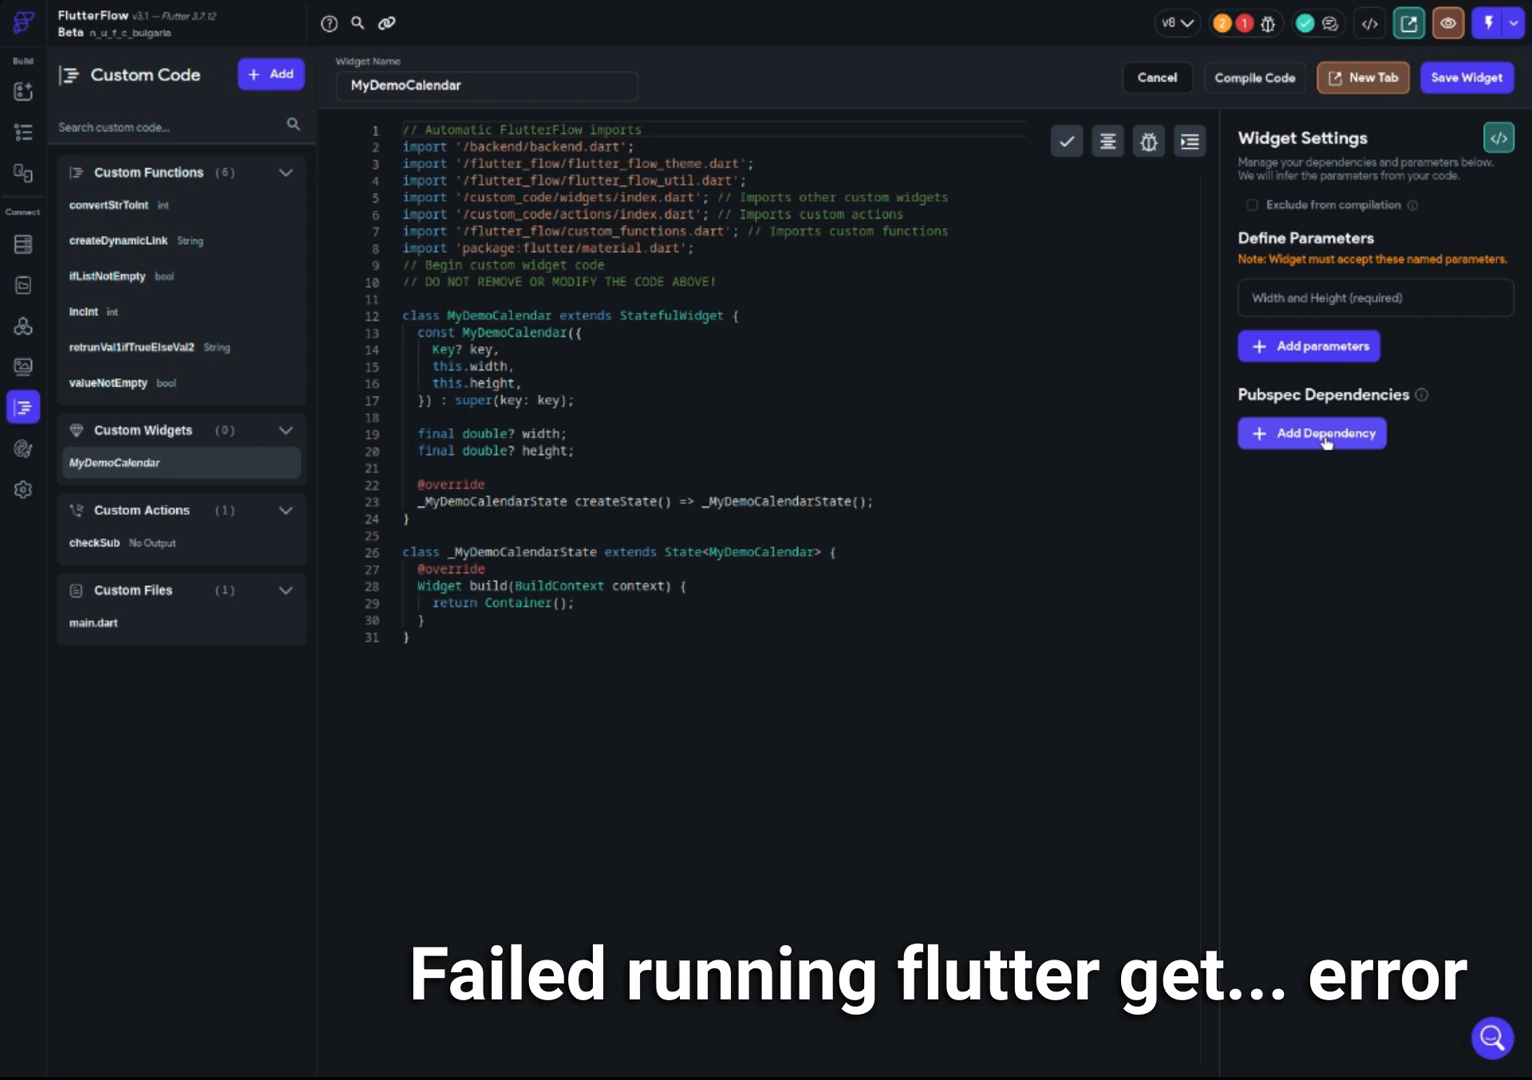 FlutterFlow v3.1 — Flutter 3.7.12
Beta n_u_f_c_bulgaria
v8
2
1
Build
Connect
Custom Code
+ Add
Search custom code...
Custom Functions (6)
convertStrToInt int
createDynamicLink String
ifListNotEmpty bool
incInt int
retrunVal1ifTrueElseVal2 String
valueNotEmpty bool
Custom Widgets (0)
MyDemoCalendar
Custom Actions (1)
checkSub No Output
Custom Files (1)
main.dart
Widget Name
MyDemoCalendar
Cancel
Compile Code
New Tab
Save Widget
1 // Automatic FlutterFlow imports
2 import '/backend/backend.dart';
3 import '/flutter_flow/flutter_flow_theme.dart';
4 import '/flutter_flow/flutter_flow_util.dart';
5 import '/custom_code/widgets/index.dart'; // Imports other custom widgets
6 import '/custom_code/actions/index.dart'; // Imports custom actions
7 import '/flutter_flow/custom_functions.dart'; // Imports custom functions
8 import 'package:flutter/material.dart';
9 // Begin custom widget code
10 // DO NOT REMOVE OR MODIFY THE CODE ABOVE!
11
12 class MyDemoCalendar extends StatefulWidget {
13 const MyDemoCalendar({
14 Key? key,
15 this.width,
16 this.height,
17 }) : super(key: key);
18
19 final double? width;
20 final double? height;
21
22 @override
23 _MyDemoCalendarState createState() => _MyDemoCalendarState();
24 }
25
26 class _MyDemoCalendarState extends State<MyDemoCalendar> {
27 @override
28 Widget build(BuildContext context) {
29 return Container();
30 }
31 }
Widget Settings
Manage your dependencies and parameters below.
We will infer the parameters from your code.
Exclude from compilation
Define Parameters
Note: Widget must accept these named parameters.
Width and Height (required)
+ Add parameters
Pubspec Dependencies
+ Add Dependency
Failed running flutter get... error